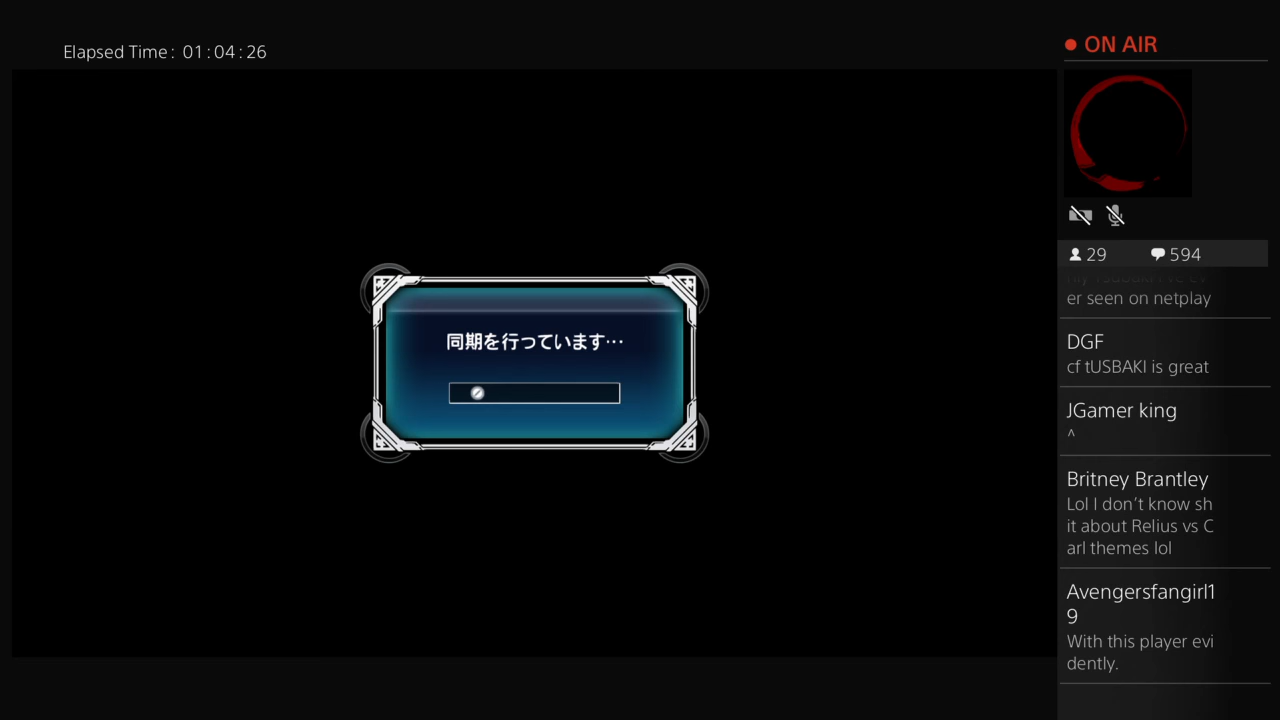 Elapsed Time: 01:04:26
ON AIR
29
594
er seen on netplay
DGF
cf tUSBAKI is great
JGamer king
^
Britney Brantley
Lol I don't know sh
it about Relius vs C
arl themes lol
Avengersfangirl1
9
With this player evi
dently.
同期を行っています…